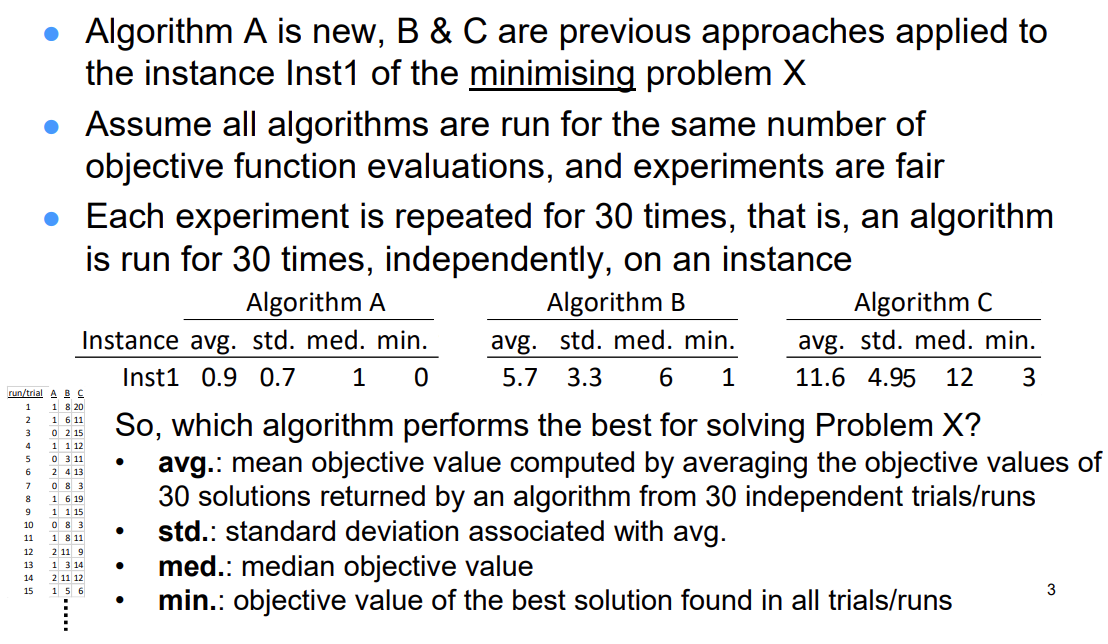 Algorithm A is new, B & C are previous approaches applied to
the instance Inst1 of the minimising problem X
Assume all algorithms are run for the same number of
objective function evaluations, and experiments are fair
Each experiment is repeated for 30 times, that is, an algorithm
is run for 30 times, independently, on an instance
Algorithm A Algorithm B Algorithm C
Instance avg. std. med. min. avg. std. med. min. avg. std. med. min.
Inst1 0.9 0.7 1 0 5.7 3.3 6 1 11.6 4.95 12 3
run/trial A B C
1 1 8 20
2 1 6 11
3 0 2 15
4 1 1 12
5 0 3 11
6 2 4 13
7 0 8 3
8 1 6 19
9 1 1 15
10 0 8 3
11 1 8 11
12 2 11 9
13 1 3 14
14 2 11 12
15 1 5 6
So, which algorithm performs the best for solving Problem X?
• avg.: mean objective value computed by averaging the objective values of
30 solutions returned by an algorithm from 30 independent trials/runs
• std.: standard deviation associated with avg.
• med.: median objective value
• min.: objective value of the best solution found in all trials/runs
3